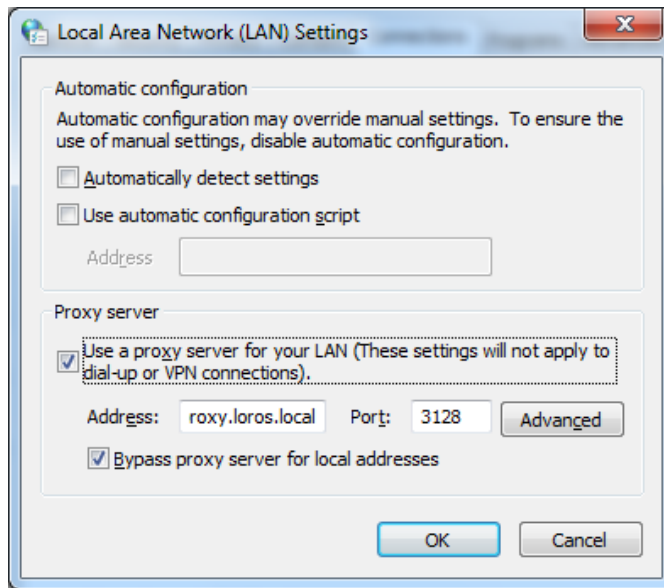 Local Area Network (LAN) Settings
Automatic configuration
Automatic configuration may override manual settings. To ensure the
use of manual settings, disable automatic configuration.
Automatically detect settings
Use automatic configuration script
Address
Proxy server
Use a proxy server for your LAN (These settings will not apply to
dial-up or VPN connections).
Address: roxy.loros.local Port: 3128 Advanced
Bypass proxy server for local addresses
OK Cancel